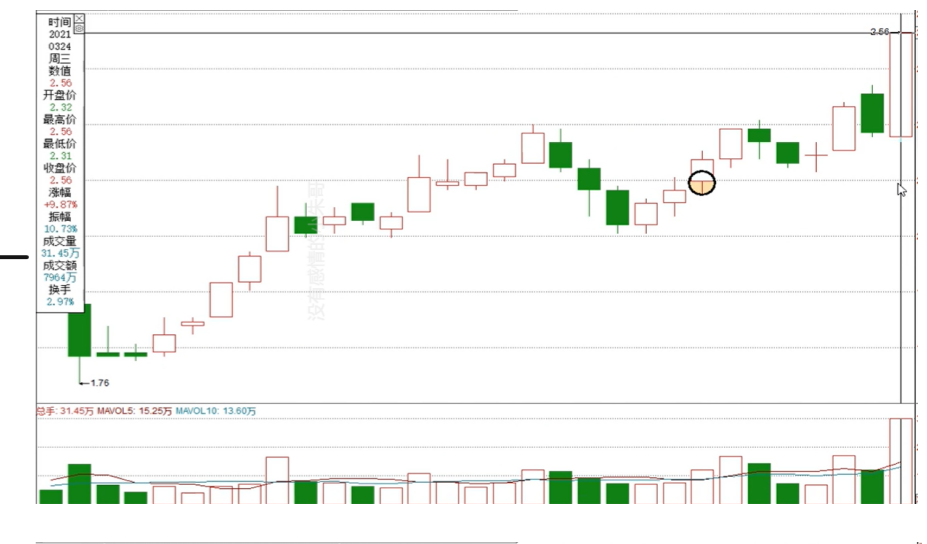 时间
2021
0324
周三
数值
2.56
开盘价
2.32
最高价
2.56
最低价
2.31
收盘价
2.56
涨幅
+9.87%
振幅
10.73%
成交量
31.45万
成交额
7964万
换手
2.97%
2.56
1.76
总手: 31.45万 MAVOL5: 15.25万 MAVOL10: 13.60万